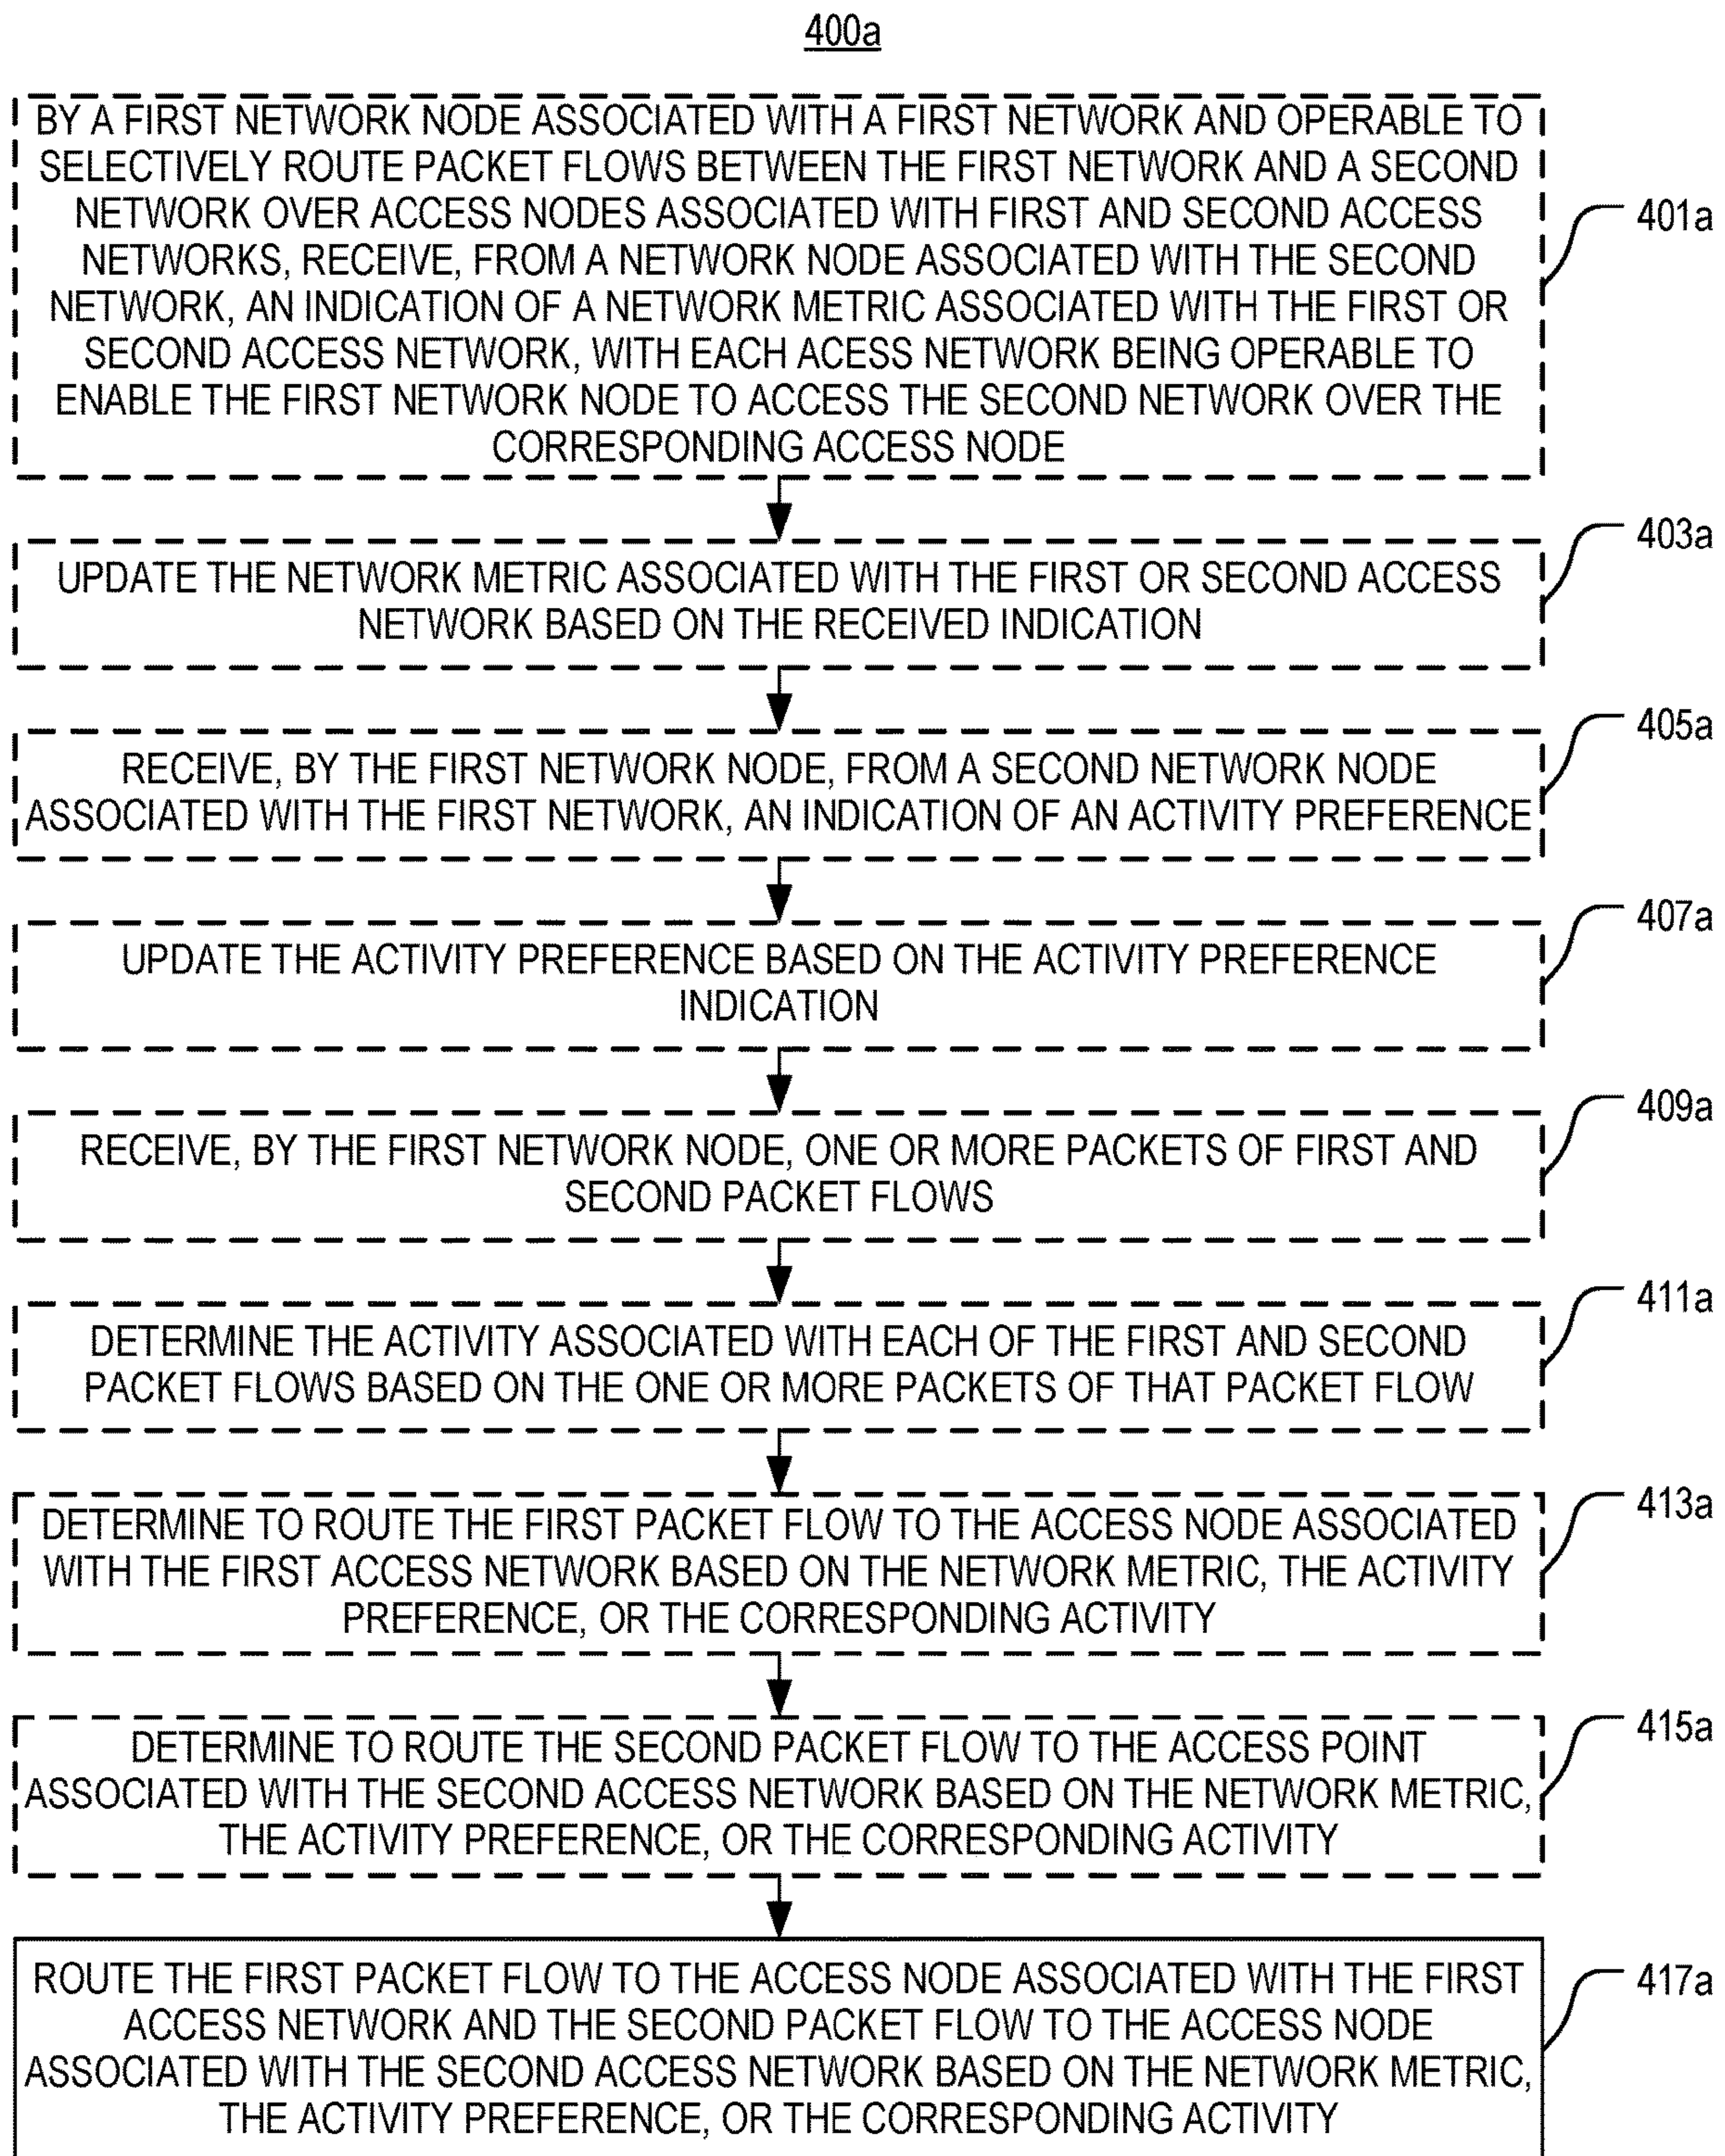 400a
BY A FIRST NETWORK NODE ASSOCIATED WITH A FIRST NETWORK AND OPERABLE TO
SELECTIVELY ROUTE PACKET FLOWS BETWEEN THE FIRST NETWORK AND A SECOND
NETWORK OVER ACCESS NODES ASSOCIATED WITH FIRST AND SECOND ACCESS
NETWORKS, RECEIVE, FROM A NETWORK NODE ASSOCIATED WITH THE SECOND
NETWORK, AN INDICATION OF A NETWORK METRIC ASSOCIATED WITH THE FIRST OR
SECOND ACCESS NETWORK, WITH EACH ACESS NETWORK BEING OPERABLE TO
ENABLE THE FIRST NETWORK NODE TO ACCESS THE SECOND NETWORK OVER THE
CORRESPONDING ACCESS NODE
401a
UPDATE THE NETWORK METRIC ASSOCIATED WITH THE FIRST OR SECOND ACCESS
NETWORK BASED ON THE RECEIVED INDICATION
403a
RECEIVE, BY THE FIRST NETWORK NODE, FROM A SECOND NETWORK NODE
ASSOCIATED WITH THE FIRST NETWORK, AN INDICATION OF AN ACTIVITY PREFERENCE
405a
UPDATE THE ACTIVITY PREFERENCE BASED ON THE ACTIVITY PREFERENCE
INDICATION
407a
RECEIVE, BY THE FIRST NETWORK NODE, ONE OR MORE PACKETS OF FIRST AND
SECOND PACKET FLOWS
409a
DETERMINE THE ACTIVITY ASSOCIATED WITH EACH OF THE FIRST AND SECOND
PACKET FLOWS BASED ON THE ONE OR MORE PACKETS OF THAT PACKET FLOW
411a
DETERMINE TO ROUTE THE FIRST PACKET FLOW TO THE ACCESS NODE ASSOCIATED
WITH THE FIRST ACCESS NETWORK BASED ON THE NETWORK METRIC, THE ACTIVITY
PREFERENCE, OR THE CORRESPONDING ACTIVITY
413a
DETERMINE TO ROUTE THE SECOND PACKET FLOW TO THE ACCESS POINT
ASSOCIATED WITH THE SECOND ACCESS NETWORK BASED ON THE NETWORK METRIC,
THE ACTIVITY PREFERENCE, OR THE CORRESPONDING ACTIVITY
415a
ROUTE THE FIRST PACKET FLOW TO THE ACCESS NODE ASSOCIATED WITH THE FIRST
ACCESS NETWORK AND THE SECOND PACKET FLOW TO THE ACCESS NODE
ASSOCIATED WITH THE SECOND ACCESS NETWORK BASED ON THE NETWORK METRIC,
THE ACTIVITY PREFERENCE, OR THE CORRESPONDING ACTIVITY
417a